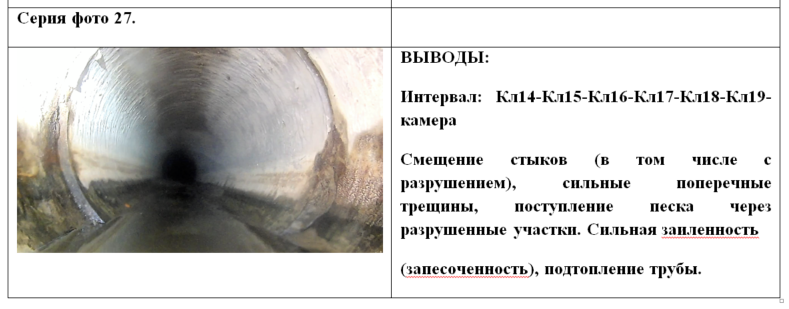 Серия фото 27.
ВЫВОДЫ:
Интервал: Кл14-Кл15-Кл16-Кл17-Кл18-Кл19-
камера
Смещение стыков (в том числе с
разрушением), сильные поперечные
трещины, поступление песка через
разрушенные участки. Сильная заиленность
(запесоченность), подтопление трубы.